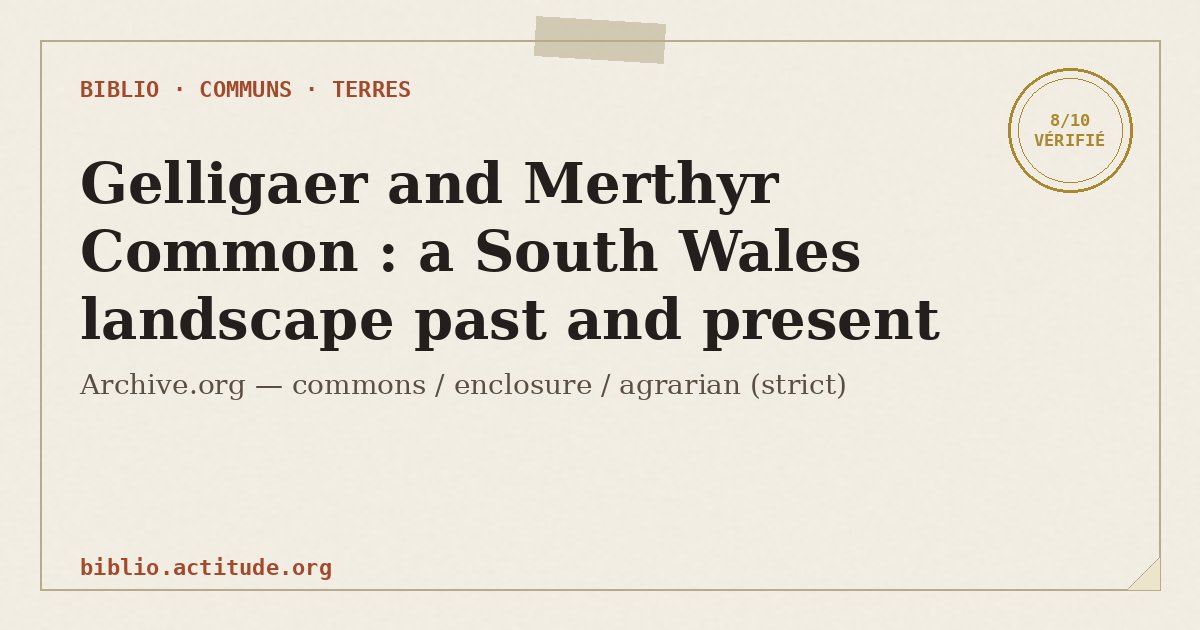 BIBLIO · COMMUNS · TERRES
8/10
VÉRIFIÉ
Gelligaer and Merthyr
Common : a South Wales
landscape past and present
Archive.org — commons / enclosure / agrarian (strict)
biblio.actitude.org